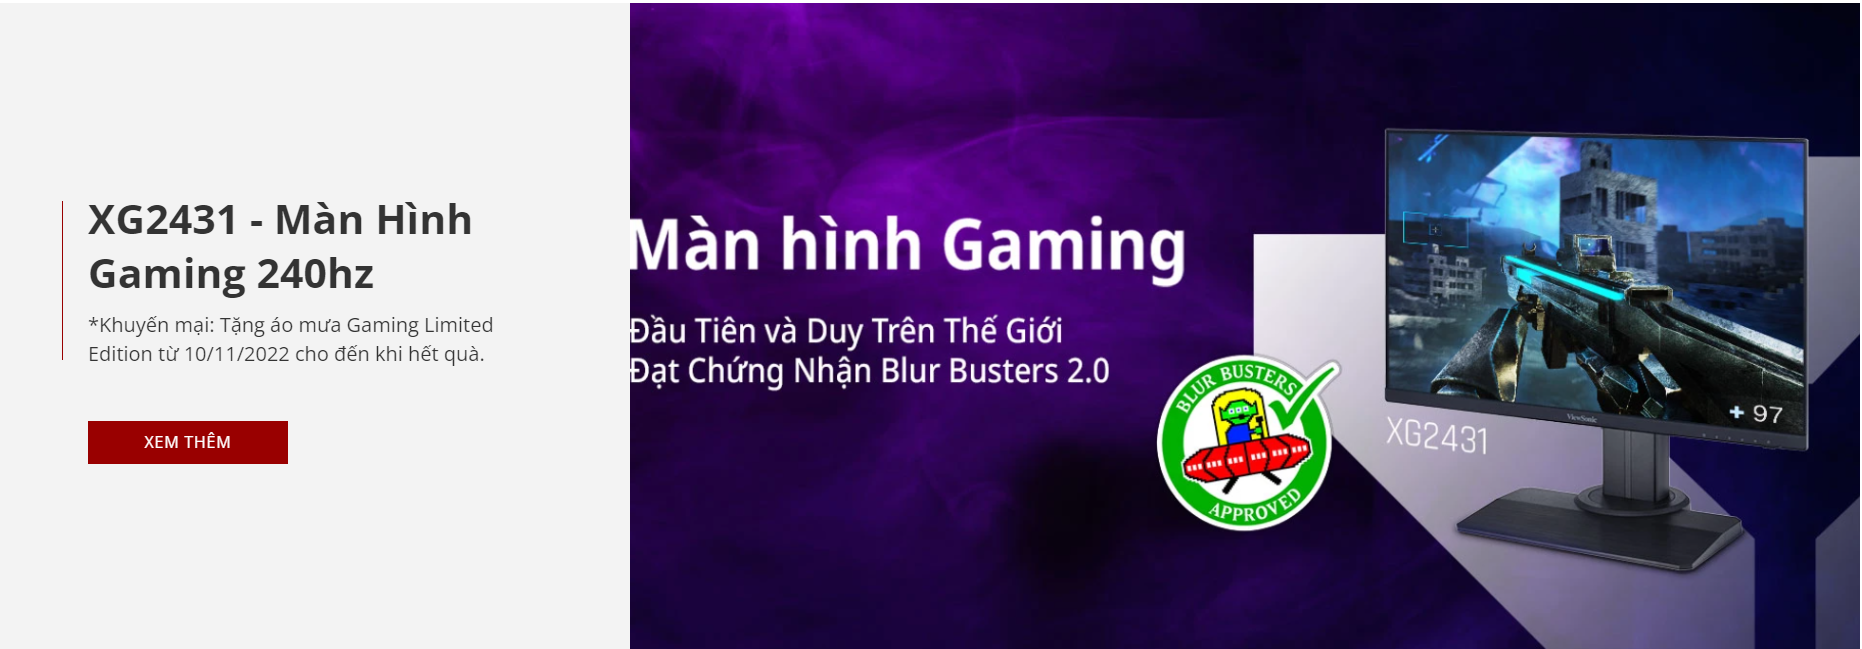 XG2431 - Màn Hình
Gaming 240hz
*Khuyến mại: Tặng áo mưa Gaming Limited
Edition từ 10/11/2022 cho đến khi hết quà.
XEM THÊM
Màn hình Gaming
Đầu Tiên và Duy Trên Thế Giới
Đạt Chứng Nhận Blur Busters 2.0
BLUR BUSTERS
APPROVED
ViewSonic
+ 97
XG2431